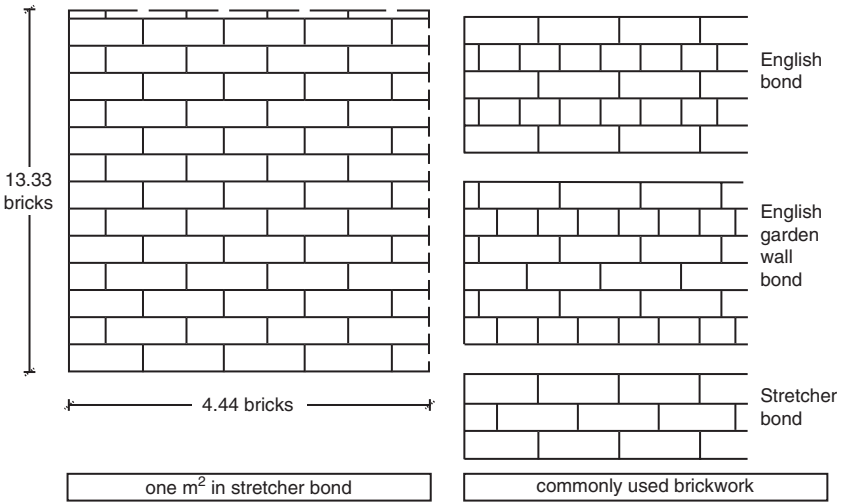 13.33
bricks
4.44 bricks
one m² in stretcher bond
English
bond
English
garden
wall
bond
Stretcher
bond
commonly used brickwork